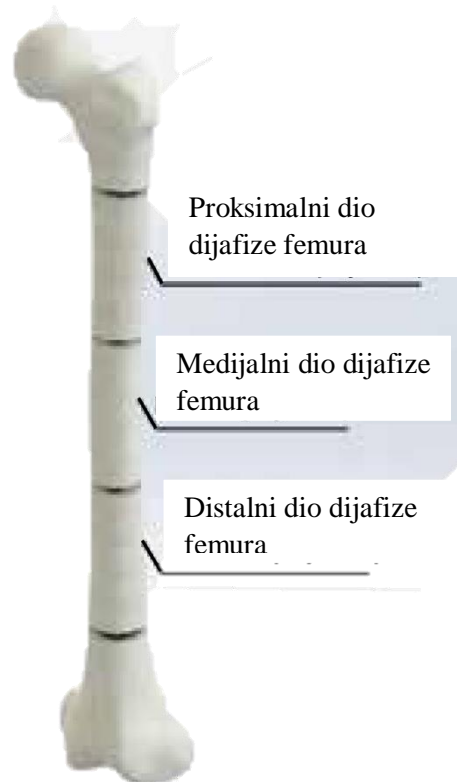 Proksimalni dio
dijafize femura
Medijalni dio dijafize
femura
Distalni dio dijafize
femura